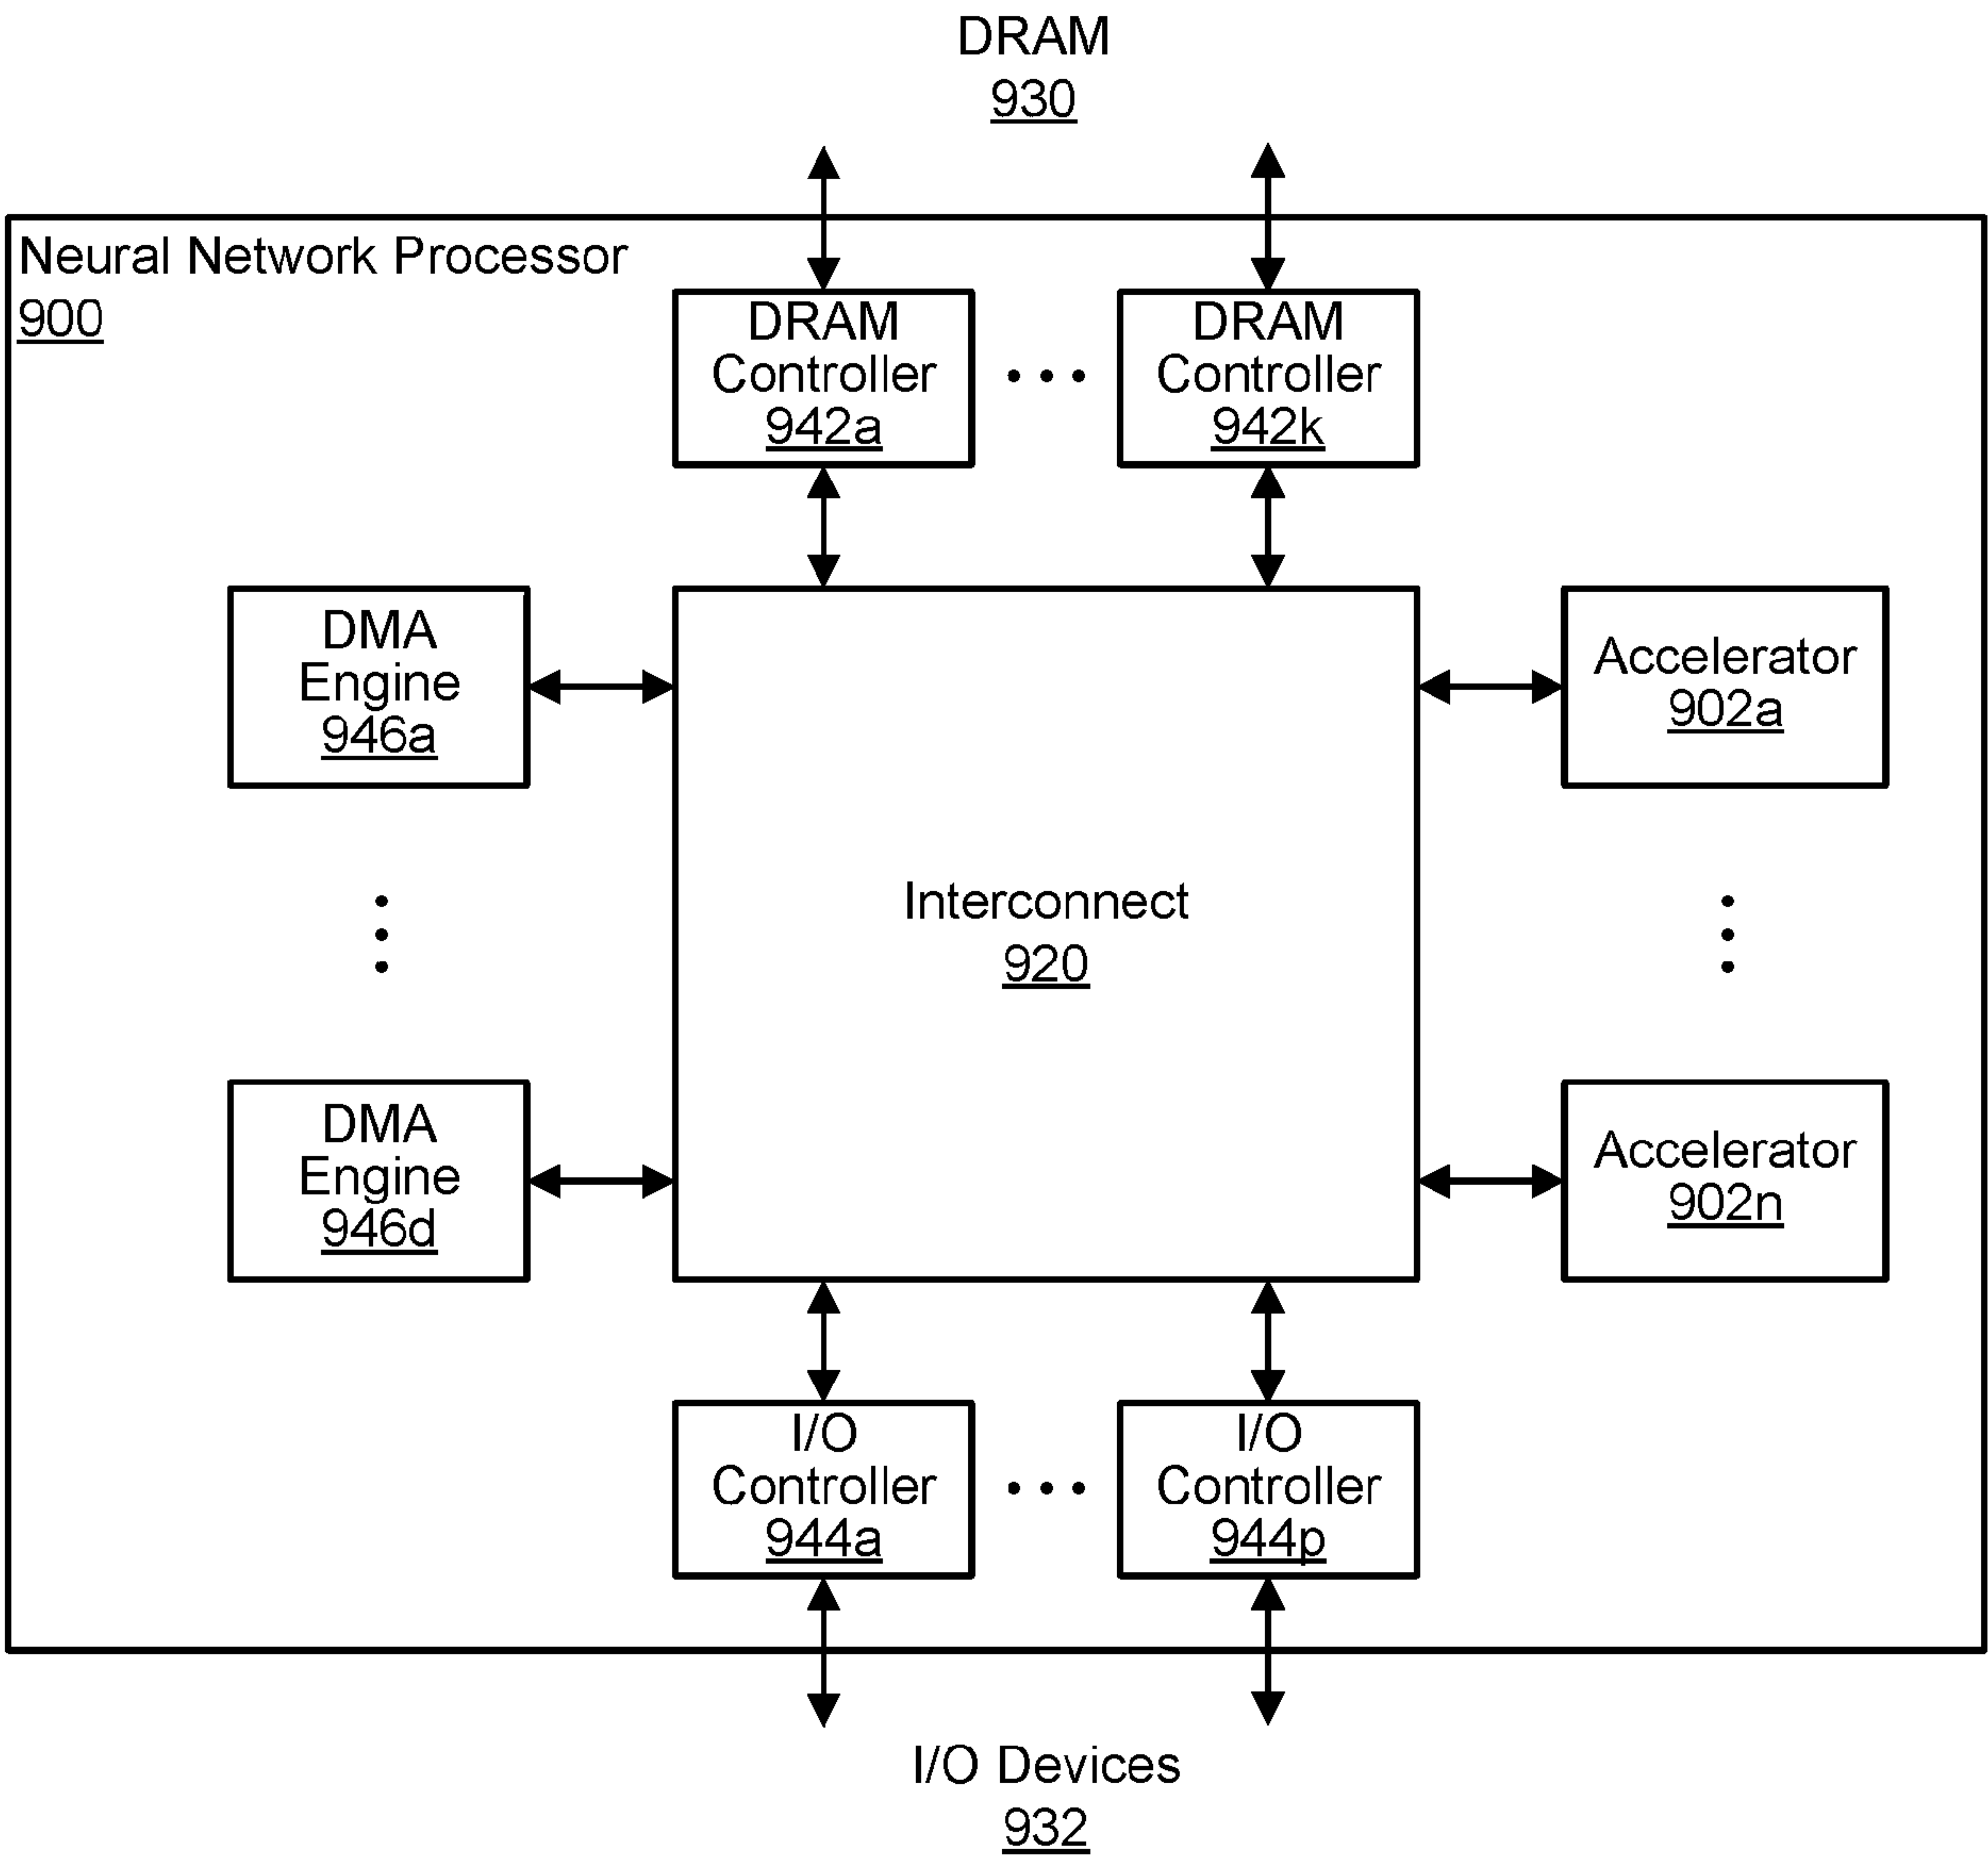 DRAM
930
Neural Network Processor
900
DRAM
Controller
942a
DRAM
Controller
942k
DMA
Engine
946a
Accelerator
902a
Interconnect
920
DMA
Engine
946d
Accelerator
902n
I/O
Controller
944a
I/O
Controller
944p
I/O Devices
932